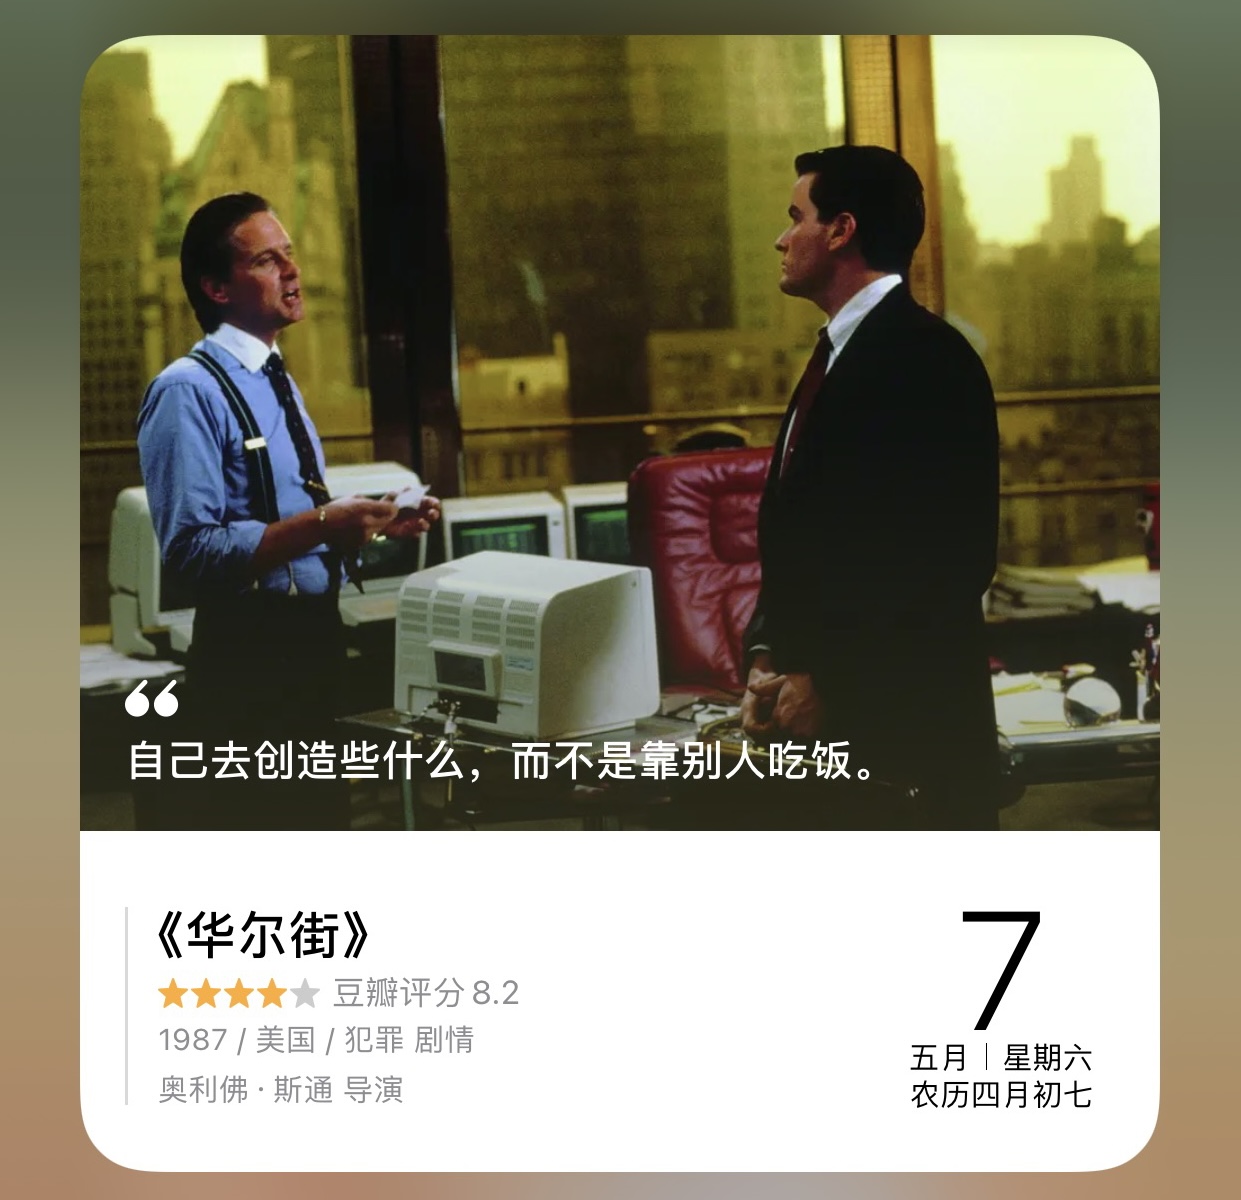 “
自己去创造些什么，而不是靠别人吃饭。
《华尔街》
豆瓣评分 8.2
1987 / 美国 / 犯罪 剧情
奥利佛 · 斯通 导演
7
五月 | 星期六
农历四月初七